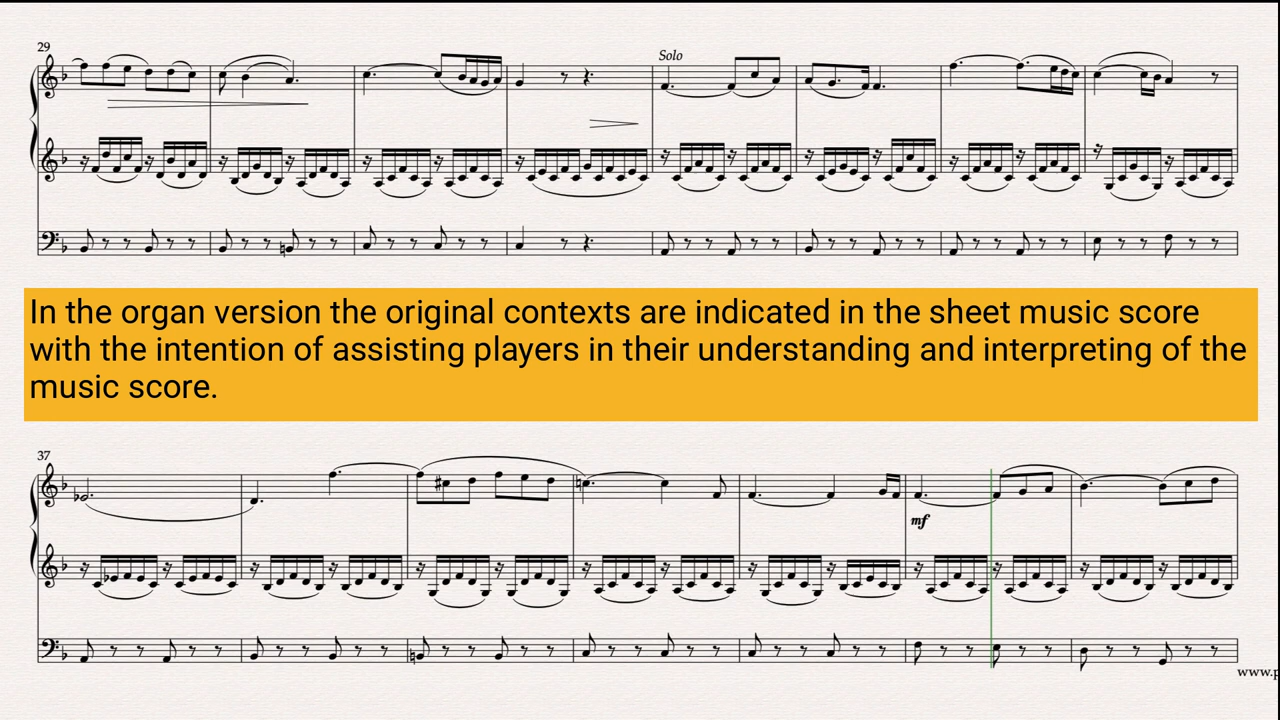 29
Solo
In the organ version the original contexts are indicated in the sheet music score
with the intention of assisting players in their understanding and interpreting of the
music score.
37
mf
www.p